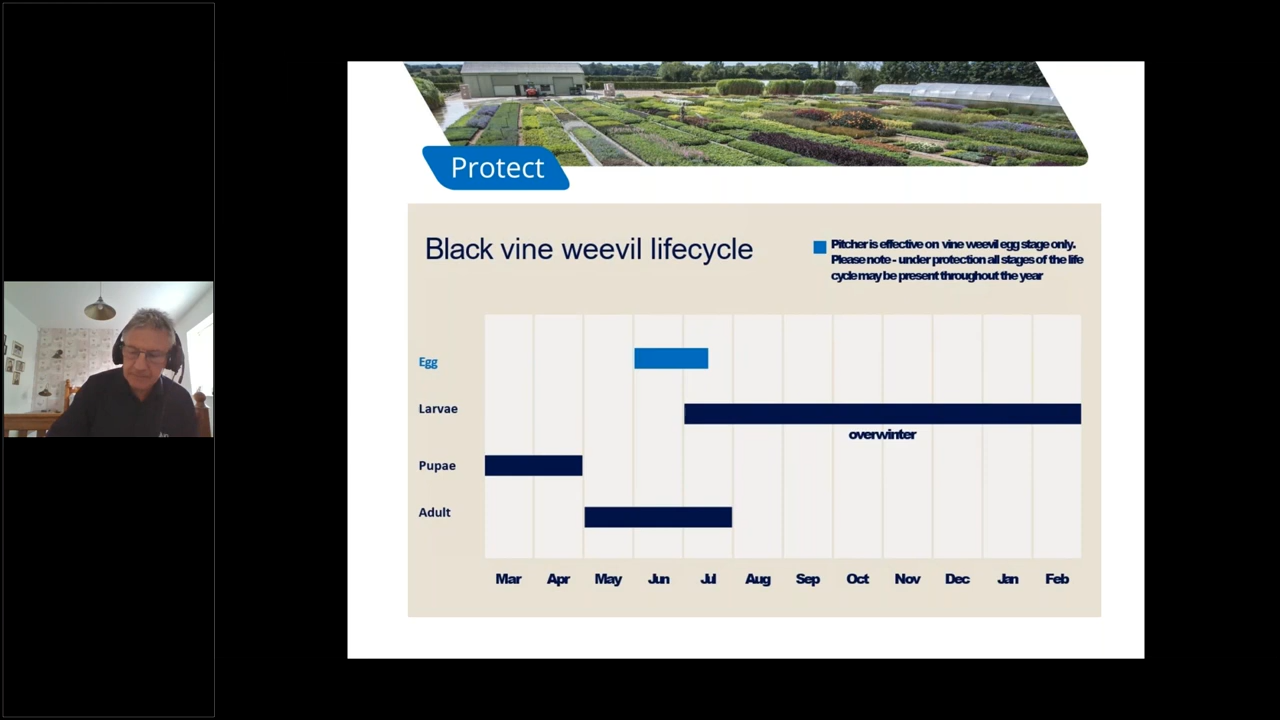 Protect
Black vine weevil lifecycle
Pitcher is effective on vine weevil egg stage only.
Please note - under protection all stages of the life
cycle may be present throughout the year
Egg
Larvae
overwinter
Pupae
Adult
Mar Apr May Jun Jul Aug Sep Oct Nov Dec Jan Feb